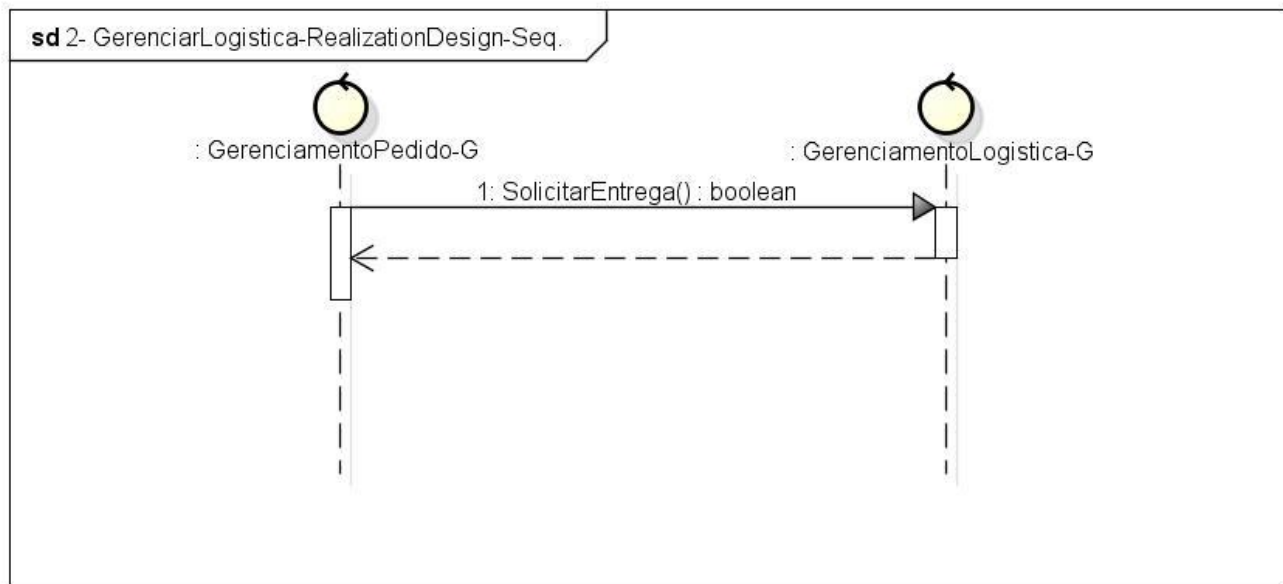 sd 2- GerenciarLogistica-RealizationDesign-Seq.
: GerenciamentoPedido-G
: GerenciamentoLogistica-G
1: SolicitarEntrega() : boolean